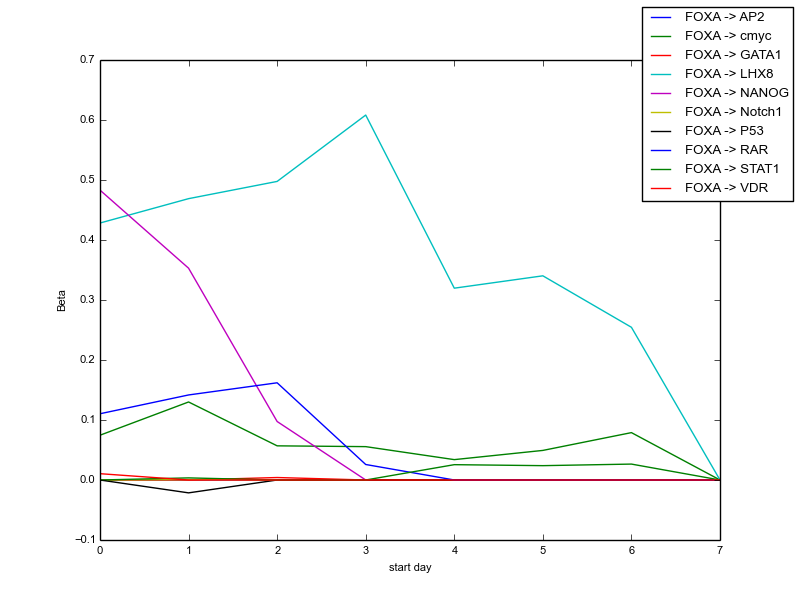 FOXA -> AP2
FOXA -> cmyc
FOXA -> GATA1
FOXA -> LHX8
FOXA -> NANOG
FOXA -> Notch1
FOXA -> P53
FOXA -> RAR
FOXA -> STAT1
FOXA -> VDR
0.7
0.6
0.5
0.4
0.3
0.2
0.1
0.0
−0.1
Beta
0 1 2 3 4 5 6 7
start day